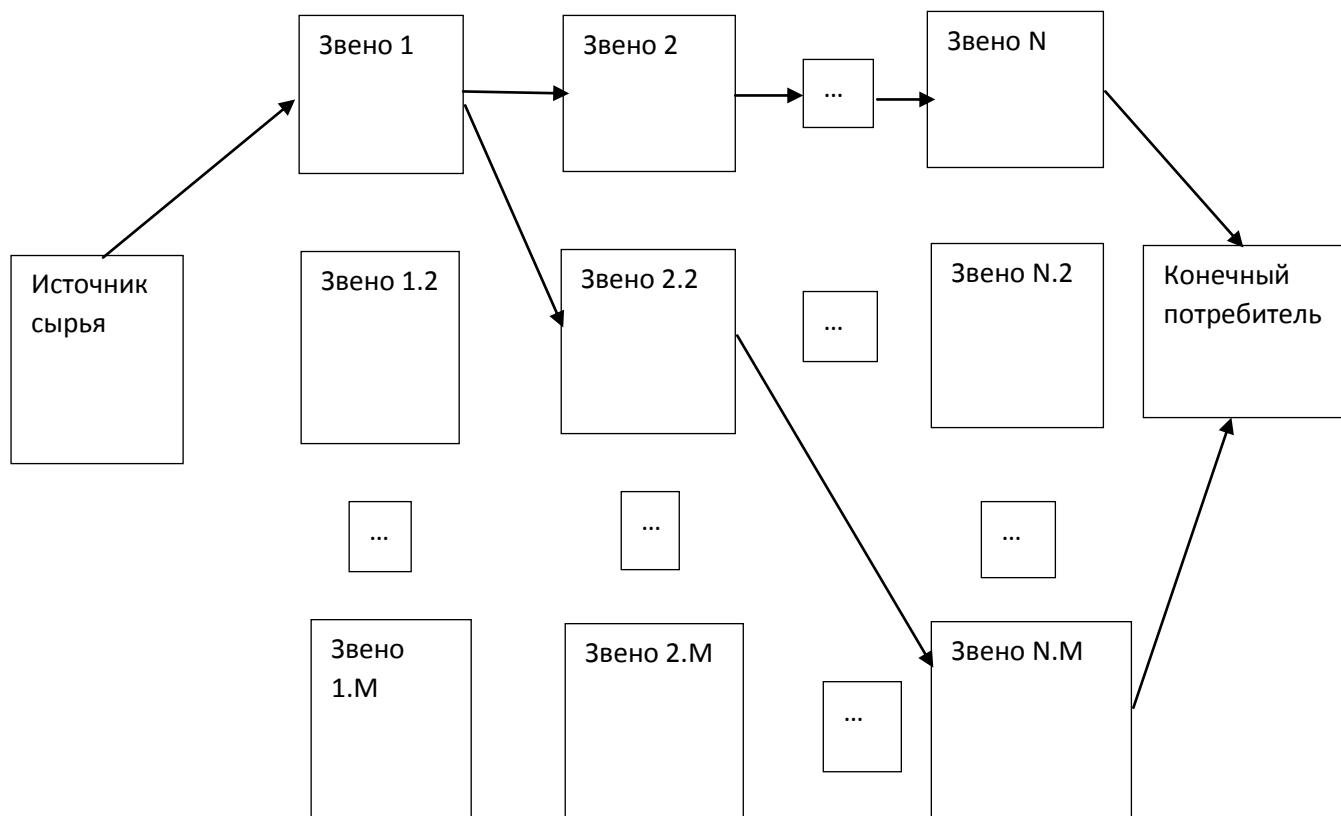 Звено 1
Звено 2
...
Звено N
Источник
сырья
Звено 1.2
Звено 2.2
...
Звено N.2
Конечный
потребитель
...
...
...
Звено
1.М
Звено 2.М
...
Звено N.M